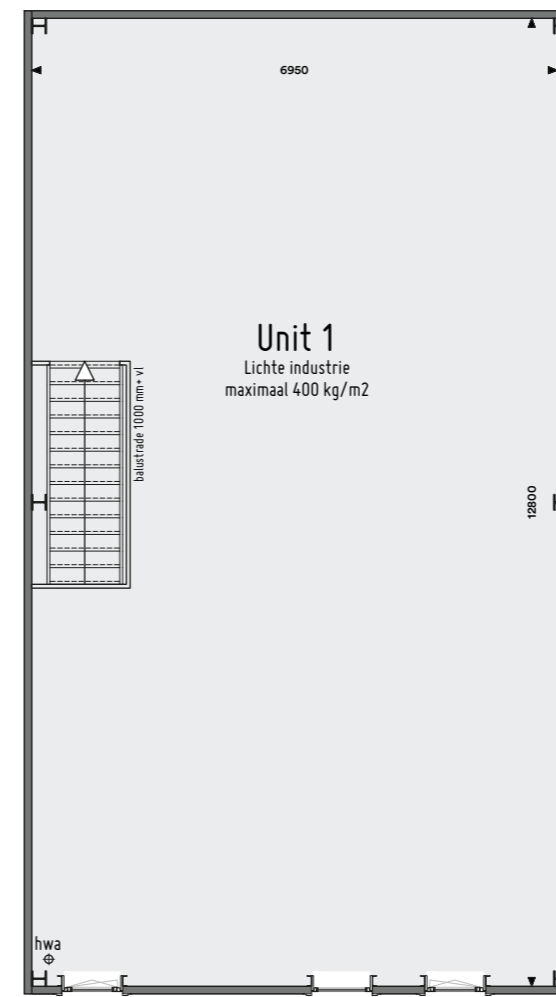 6950
Unit 1
Lichte industrie
maximaal 400 kg/m2
balustrade 1000 mm+ vl
12800
hwa